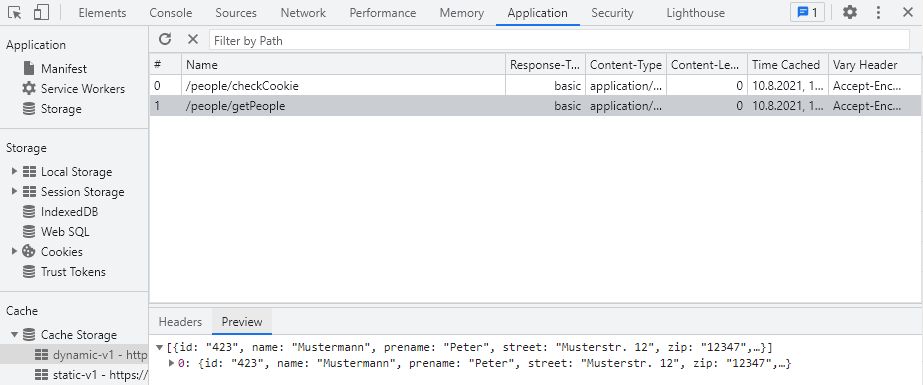 Elements Console Sources Network Performance Memory Application Security Lighthouse 1
Application
Manifest
Service Workers
Storage
Storage
Local Storage
Session Storage
IndexedDB
Web SQL
Cookies
Trust Tokens
Cache
Cache Storage
dynamic-v1 - http
static-v1 - https://
Filter by Path
# Name Response-T... Content-Type Content-Le... Time Cached Vary Header
0 /people/checkCookie basic application/... 0 10.8.2021, 1... Accept-Enc...
1 /people/getPeople basic application/... 0 10.8.2021, 1... Accept-Enc...
Headers Preview
[{id: "423", name: "Mustermann", prename: "Peter", street: "Musterstr. 12", zip: "12347",…}]
0: {id: "423", name: "Mustermann", prename: "Peter", street: "Musterstr. 12", zip: "12347",…}